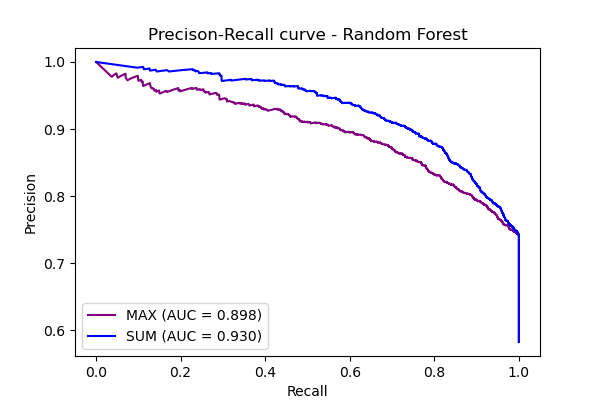 Precison-Recall curve - Random Forest
1.0
0.9
0.8
0.7
0.6
Precision
MAX (AUC = 0.898)
SUM (AUC = 0.930)
0.0 0.2 0.4 0.6 0.8 1.0
Recall